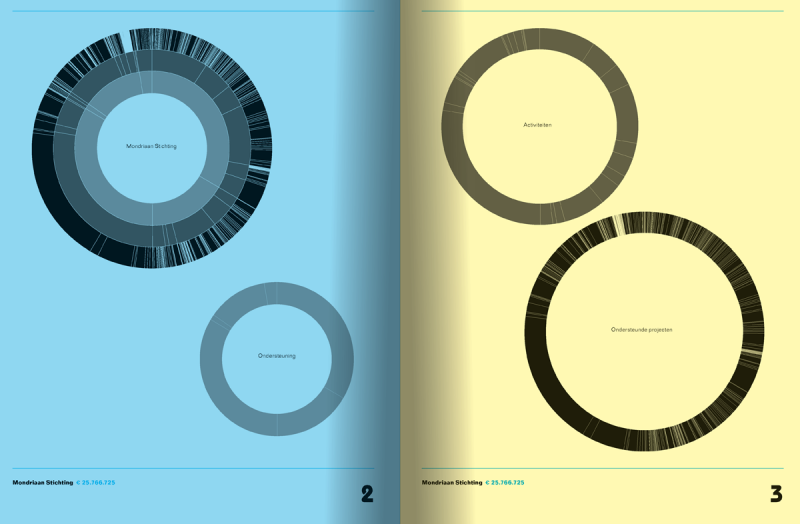 Mondriaan Stichting
Ondersteuning
Mondriaan Stichting € 25.766.725
2
Activiteiten
Ondersteunde projecten
Mondriaan Stichting € 25.766.725
3